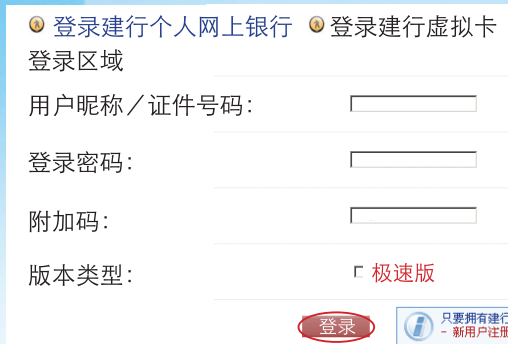 登录建行个人网上银行 登录建行虚拟卡
登录区域
用户昵称／证件号码：
登录密码：
附加码：
版本类型： 极速版
登录
只要拥有建行
- 新用户注册